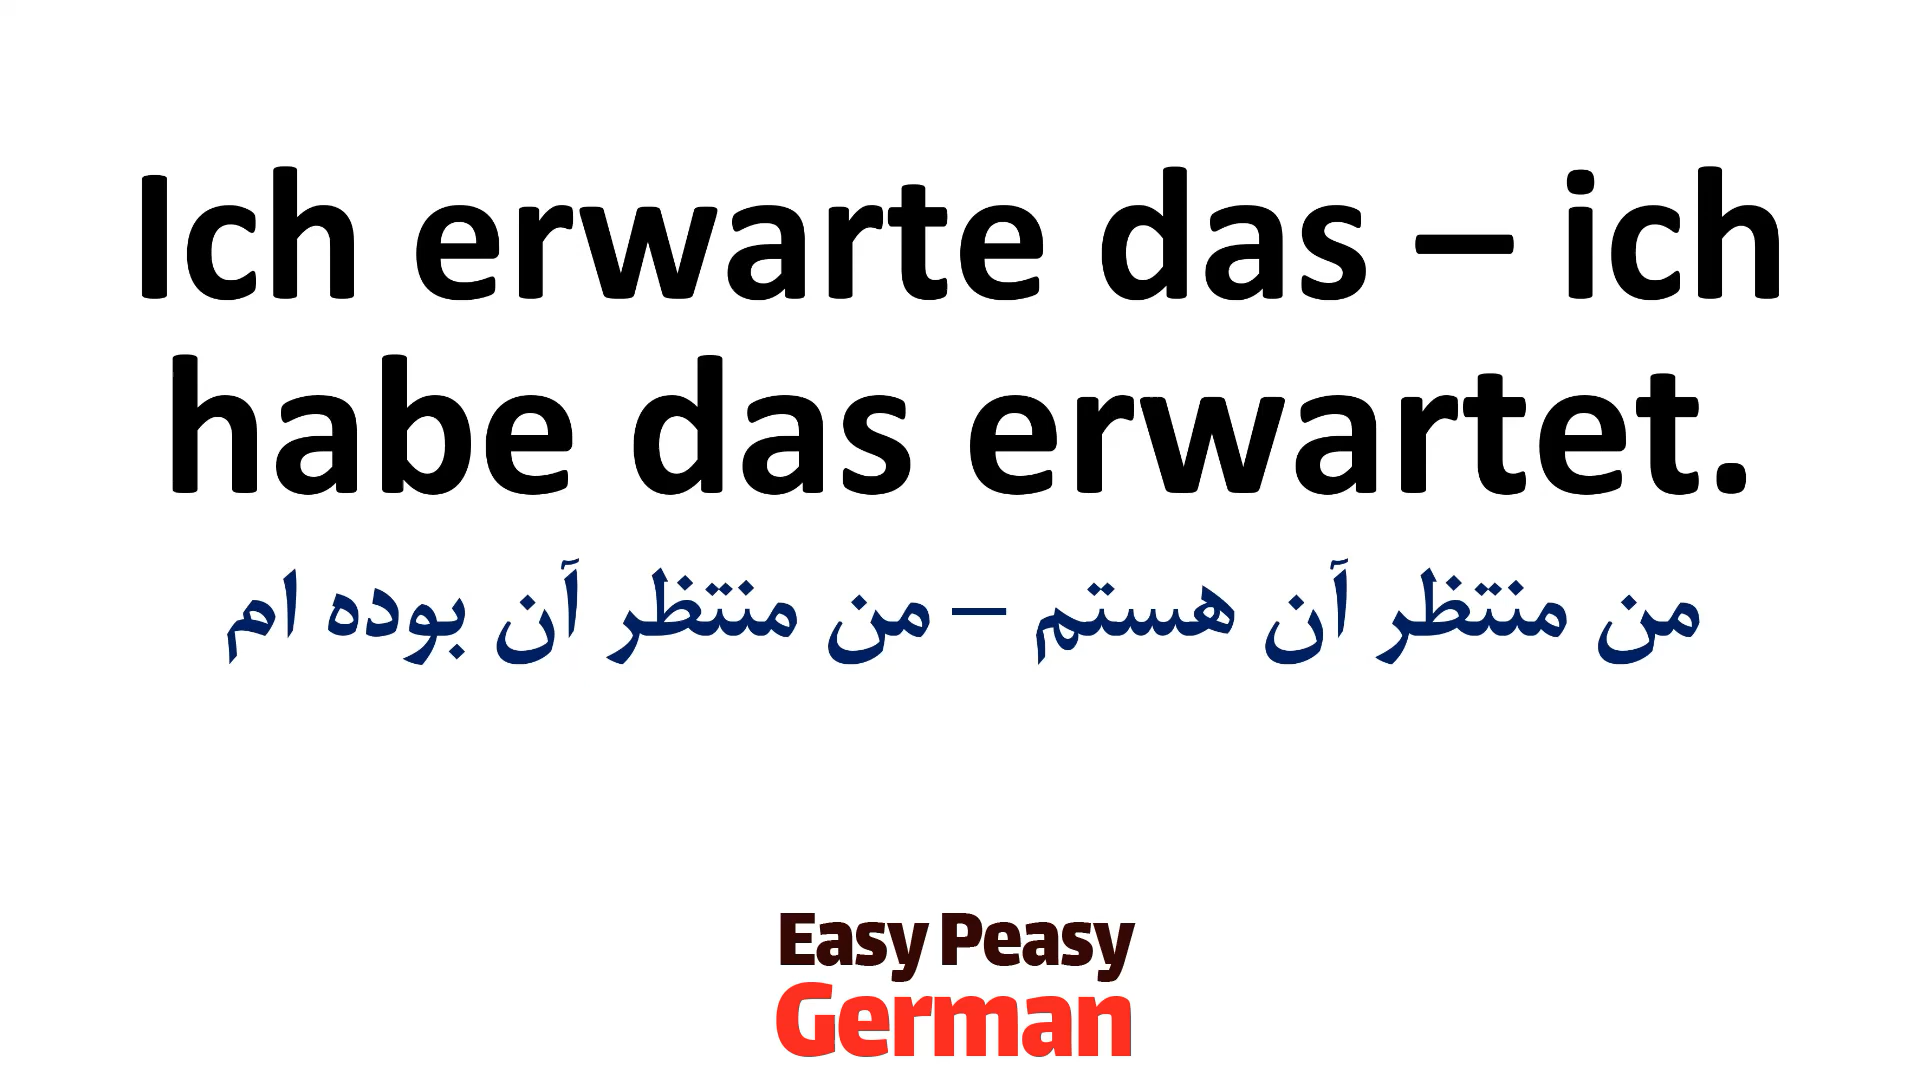 Ich erwarte das – ich
habe das erwartet.
من منتظر آن هستم – من منتظر آن بوده ام
Easy Peasy
German